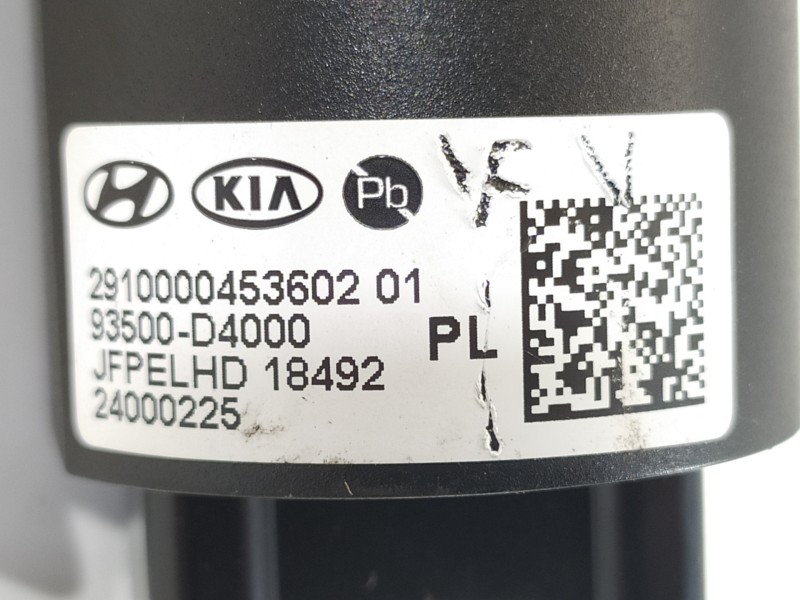 KIA Pb
2910000453602 01
93500-D4000
PL
JFPELHD 18492
24000225